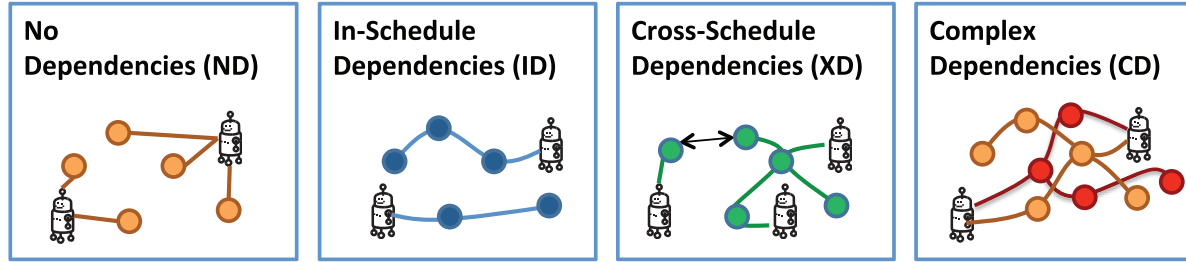 No
Dependencies (ND)
In-Schedule
Dependencies (ID)
Cross-Schedule
Dependencies (XD)
Complex
Dependencies (CD)